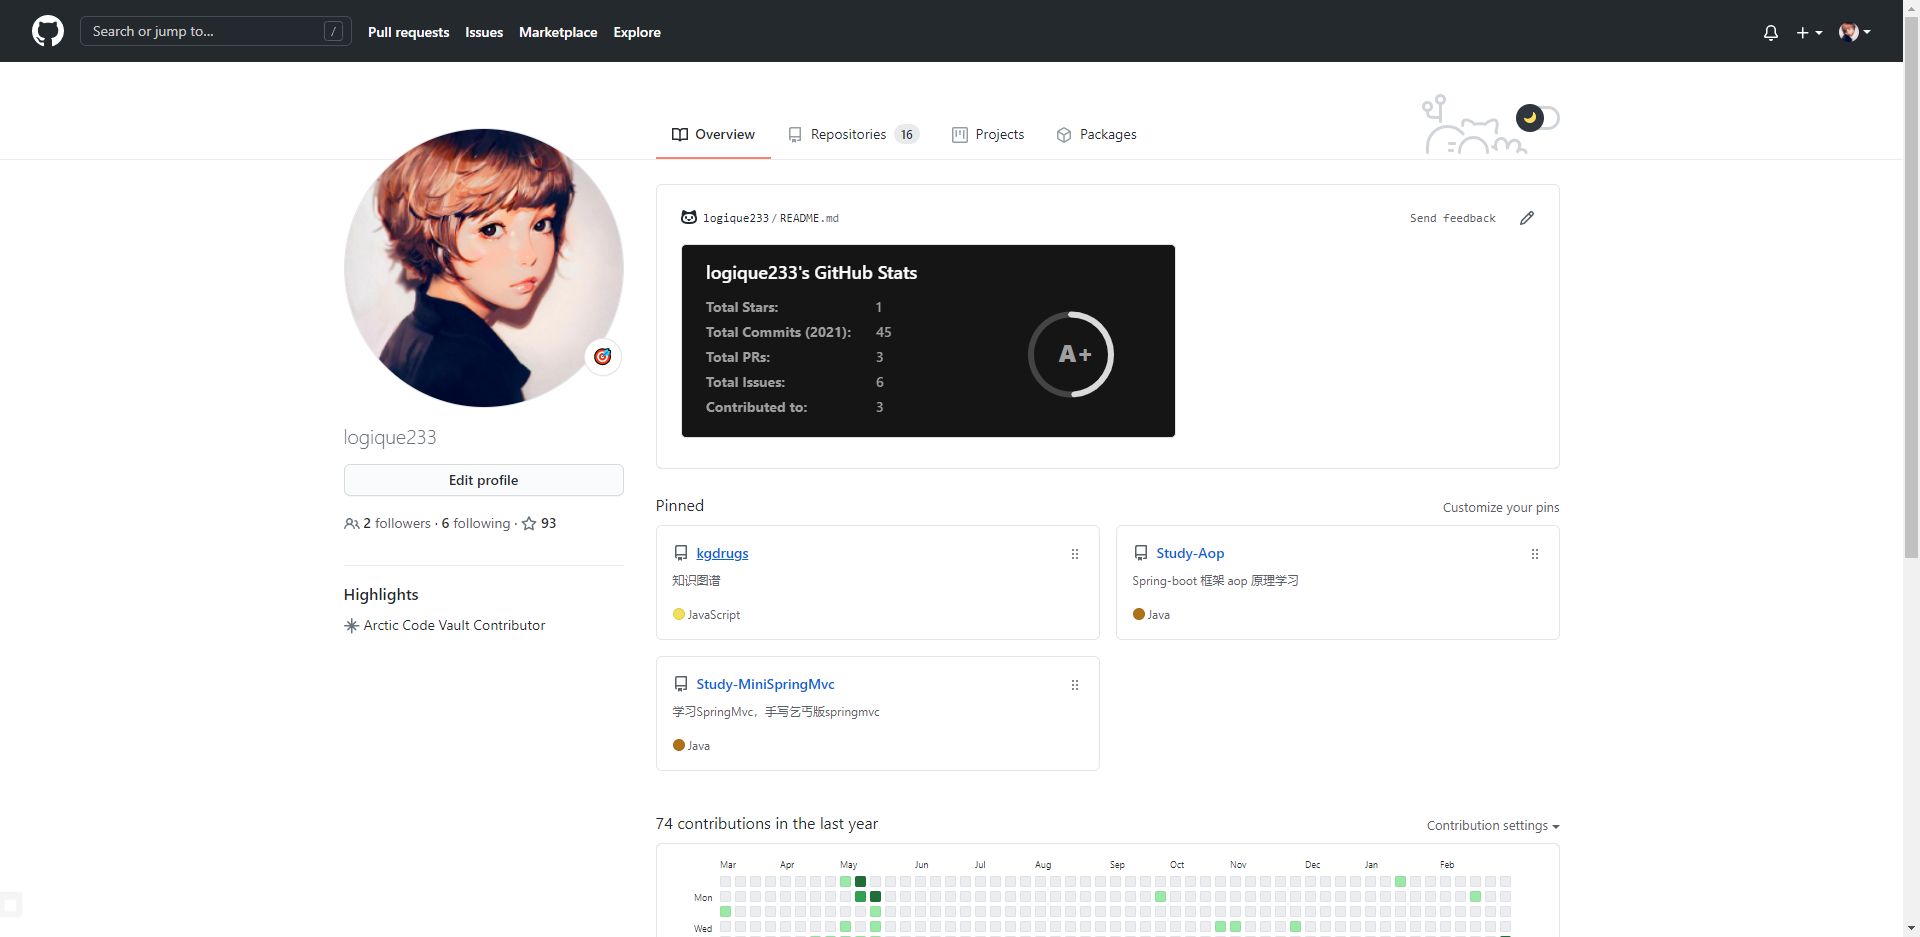 Search or jump to... /
Pull requests Issues Marketplace Explore
Overview Repositories 16 Projects Packages
logique233/README.md
Send feedback
logique233's GitHub Stats
Total Stars: 1
Total Commits (2021): 45
Total PRs: 3
Total Issues: 6
Contributed to: 3
A+
logique233
Edit profile
2 followers · 6 following · 93
Highlights
Arctic Code Vault Contributor
Pinned
Customize your pins
kgdrugs
知识图谱
JavaScript
Study-Aop
Spring-boot 框架 aop 原理学习
Java
Study-MiniSpringMvc
学习SpringMvc，手写乞丐版springmvc
Java
74 contributions in the last year
Contribution settings
Mar Apr May Jun Jul Aug Sep Oct Nov Dec Jan Feb
Mon
Wed